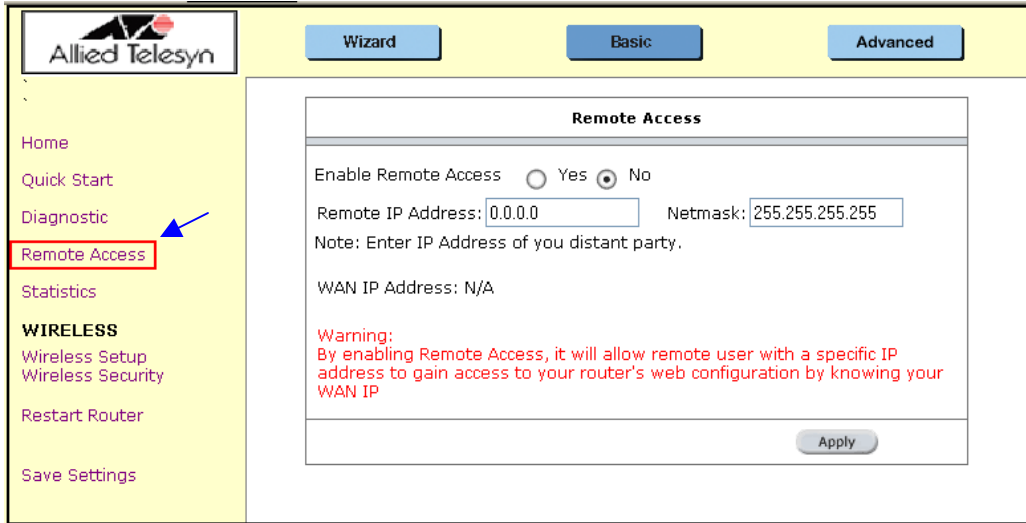 Allied Telesyn
Wizard
Basic
Advanced
`
`
Home
Quick Start
Diagnostic
Remote Access
Statistics
WIRELESS
Wireless Setup
Wireless Security
Restart Router
Save Settings
Remote Access
Enable Remote Access Yes No
Remote IP Address: 0.0.0.0 Netmask: 255.255.255.255
Note: Enter IP Address of you distant party.
WAN IP Address: N/A
Warning:
By enabling Remote Access, it will allow remote user with a specific IP
address to gain access to your router's web configuration by knowing your
WAN IP
Apply